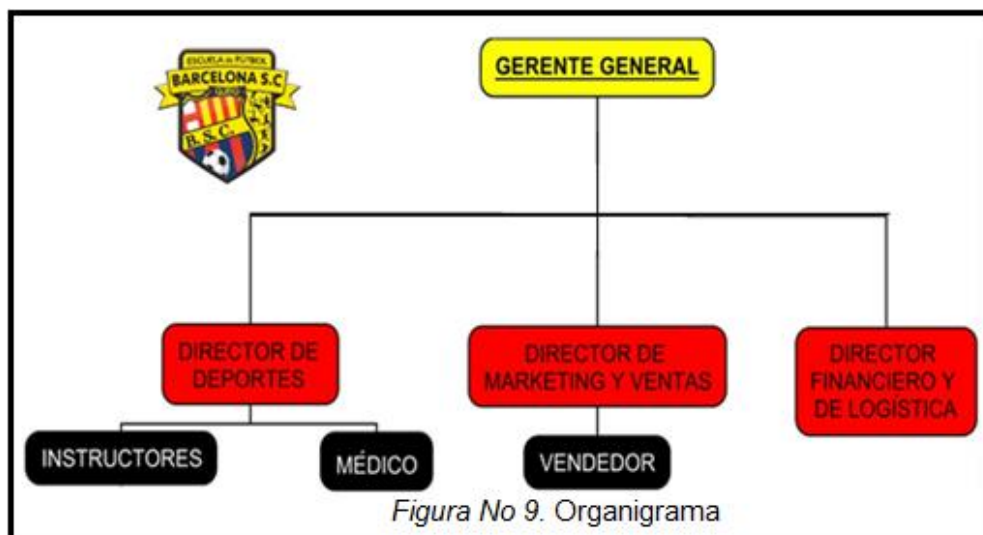 ESCUELA de FÚTBOL
BARCELONA S.C
B. S. C.
GERENTE GENERAL
DIRECTOR DE
DEPORTES
DIRECTOR DE
MARKETING Y VENTAS
DIRECTOR
FINANCIERO Y
DE LOGÍSTICA
INSTRUCTORES
MÉDICO
VENDEDOR
Figura No 9. Organigrama